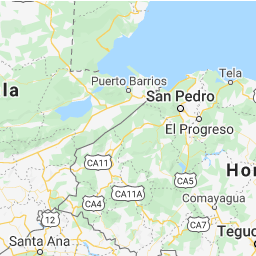 Puerto Barrios
Tela
la
San Pedro
El Progreso
CA11
Hon
CA5
CA11A
Comayagua
CA4
12
CA7
Teguc
Santa Ana